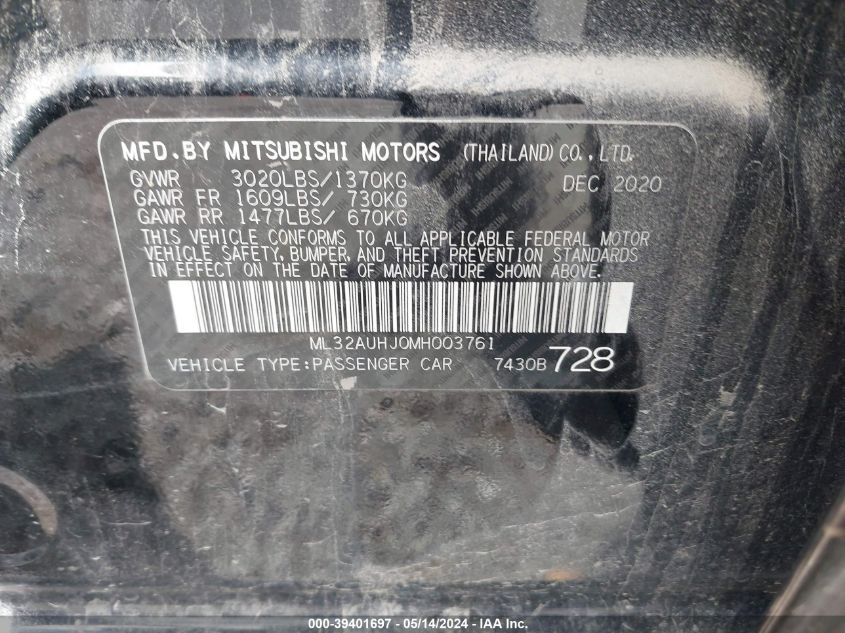 MFD.BY MITSUBISHI MOTORS (THAILAND)CO.,LTD.
GVWR 3020LBS/1370KG DEC 2020
GAWR FR 1609LBS/ 730KG
GAWR RR 1477LBS/ 670KG
THIS VEHICLE CONFORMS TO ALL APPLICABLE FEDERAL MOTOR
VEHICLE SAFETY, BUMPER, AND THEFT PREVENTION STANDARDS
IN EFFECT ON THE DATE OF MANUFACTURE SHOWN ABOVE.
ML32AUHJ0MH003761
VEHICLE TYPE:PASSENGER CAR 7430B 728
000-39401697 - 05/14/2024 - IAAI.com